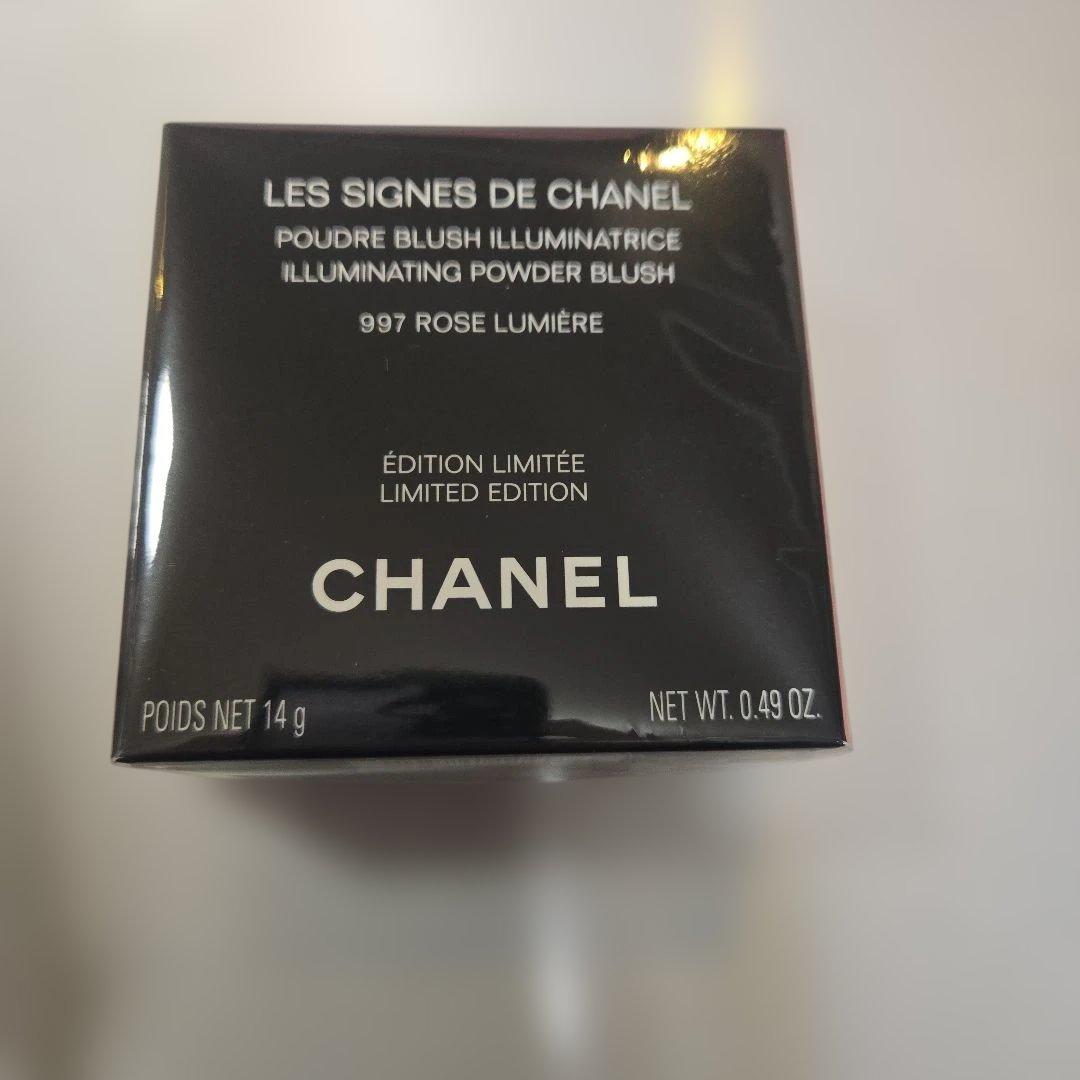 LES SIGNES DE CHANEL
POUDRE BLUSH ILLUMINATRICE
ILLUMINATING POWDER BLUSH
997 ROSE LUMIÈRE
ÉDITION LIMITÉE
LIMITED EDITION
CHANEL
POIDS NET 14 g
NET WT. 0.49 OZ.